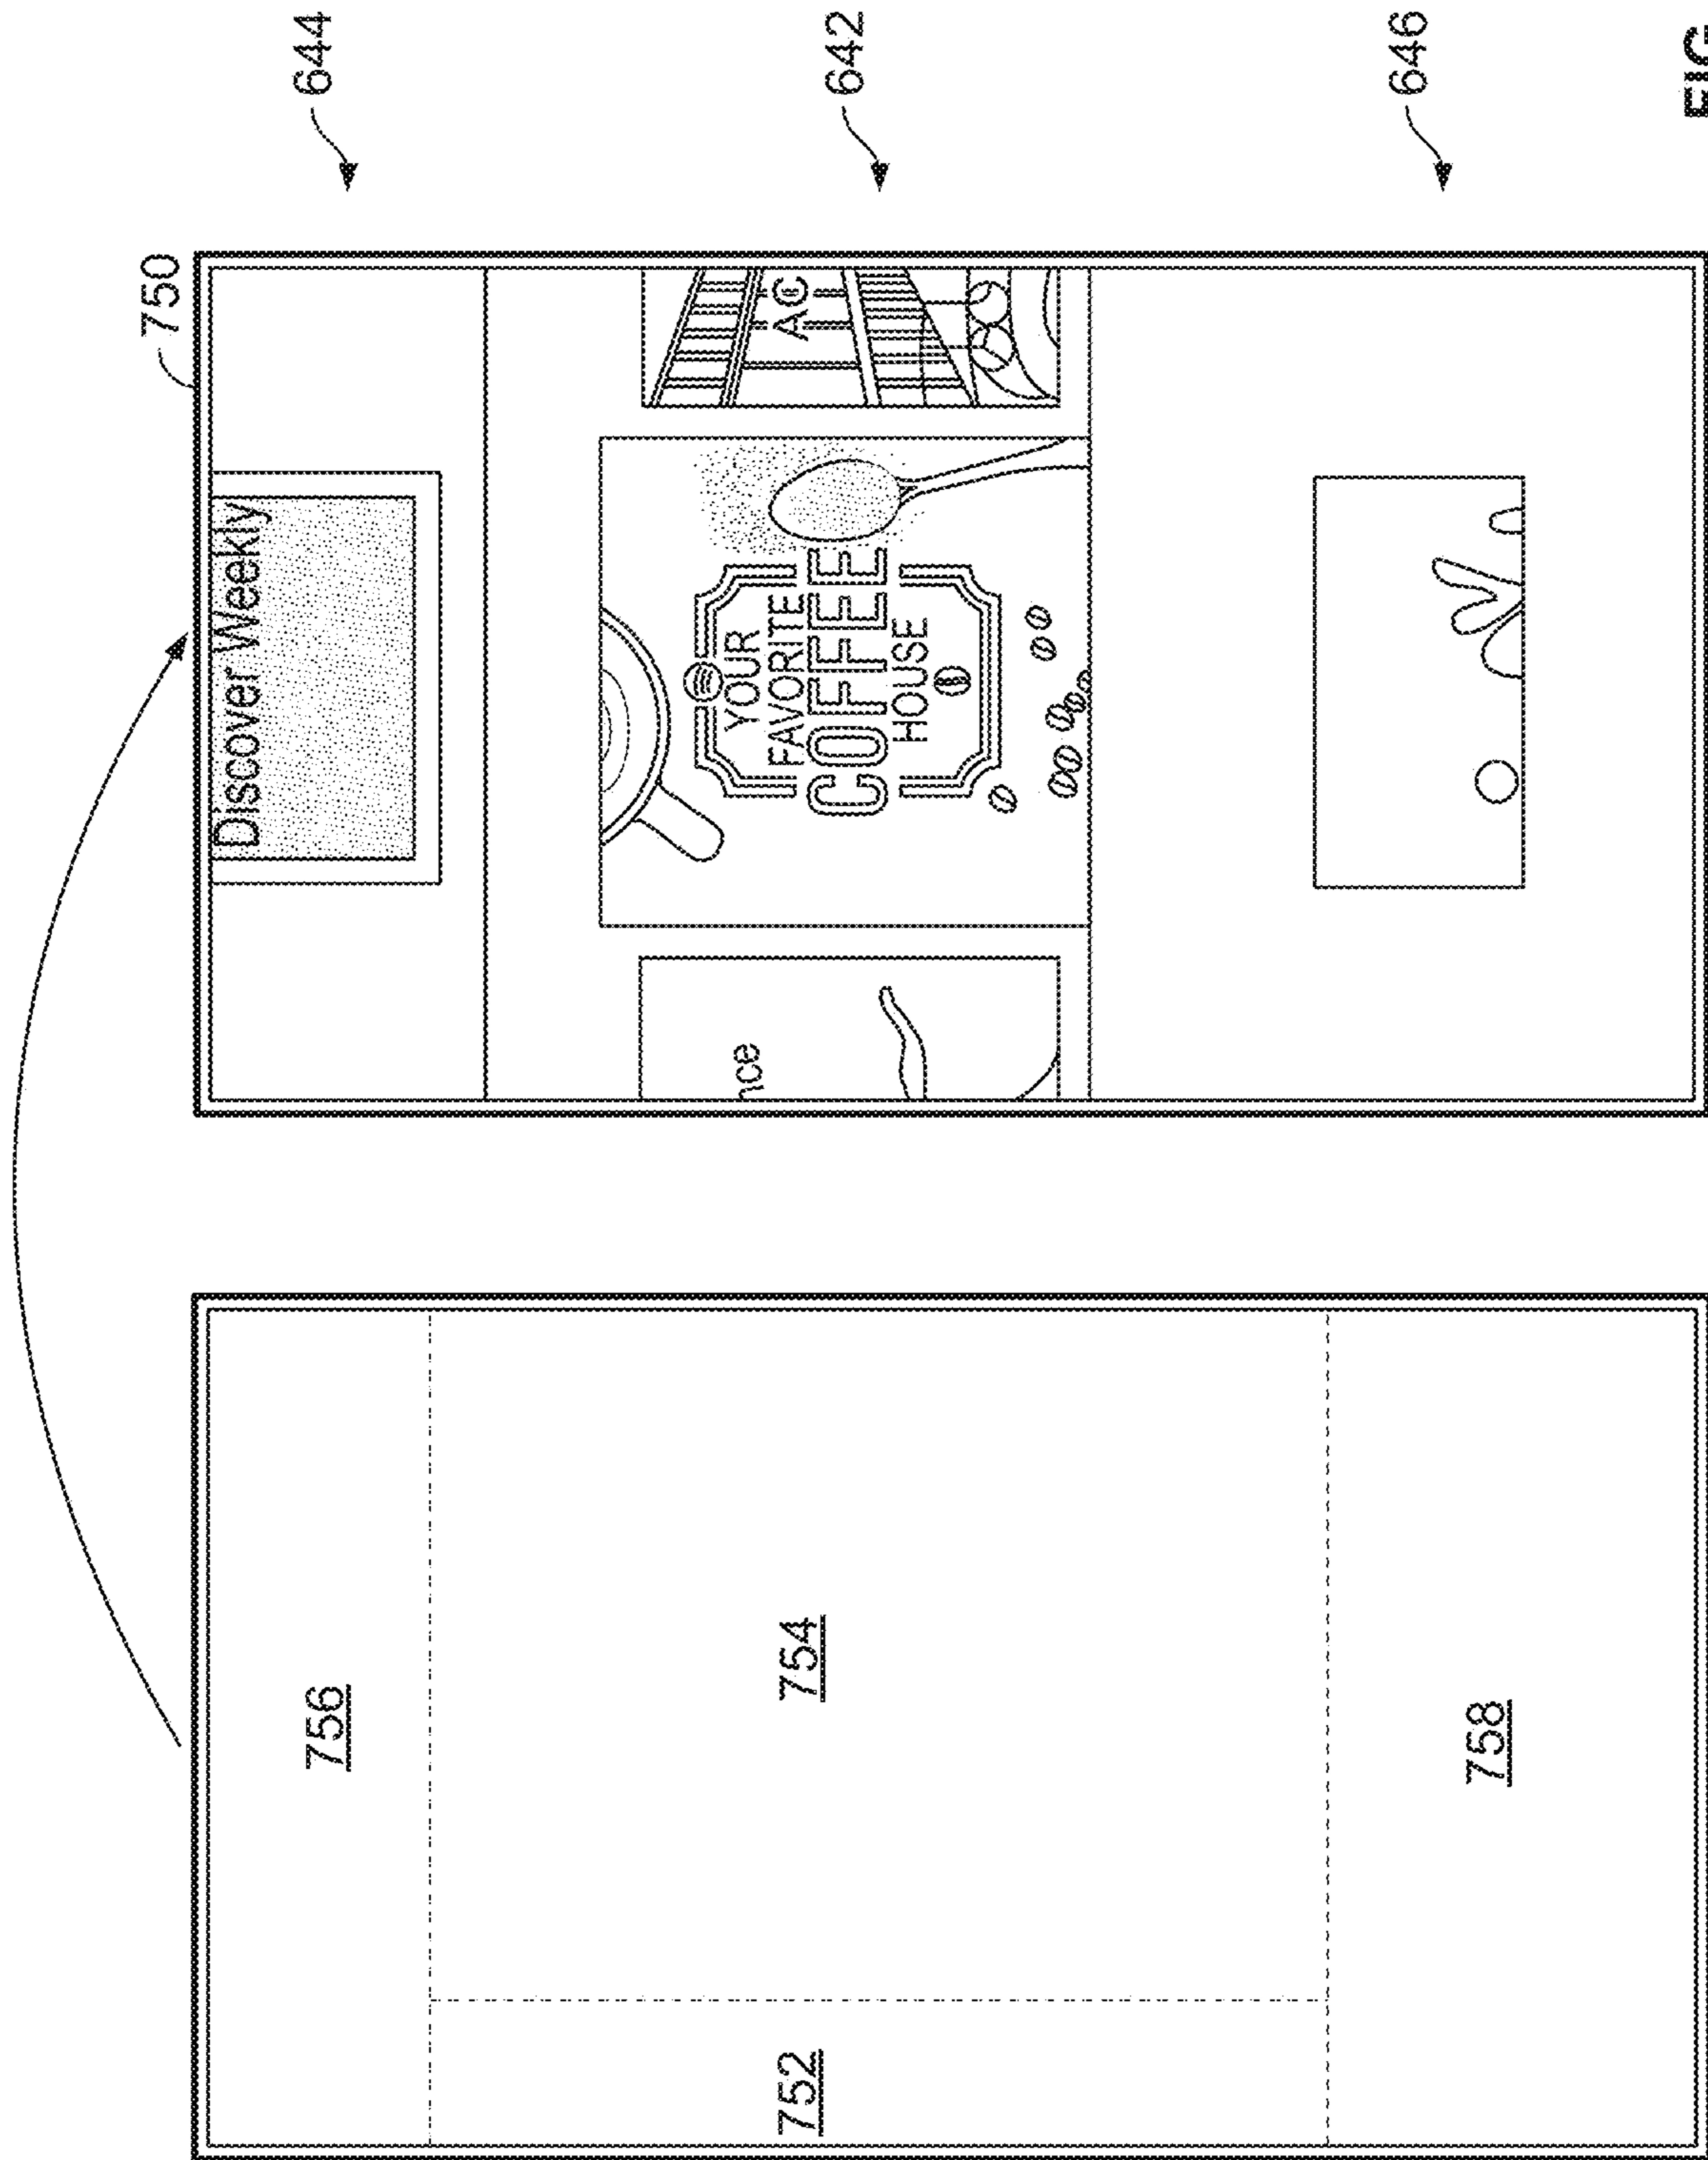 756
752
754
758
750
644
642
646
Discover Weekly
nce
YOUR
FAVORITE
COFFEE
HOUSE
AC
FIG